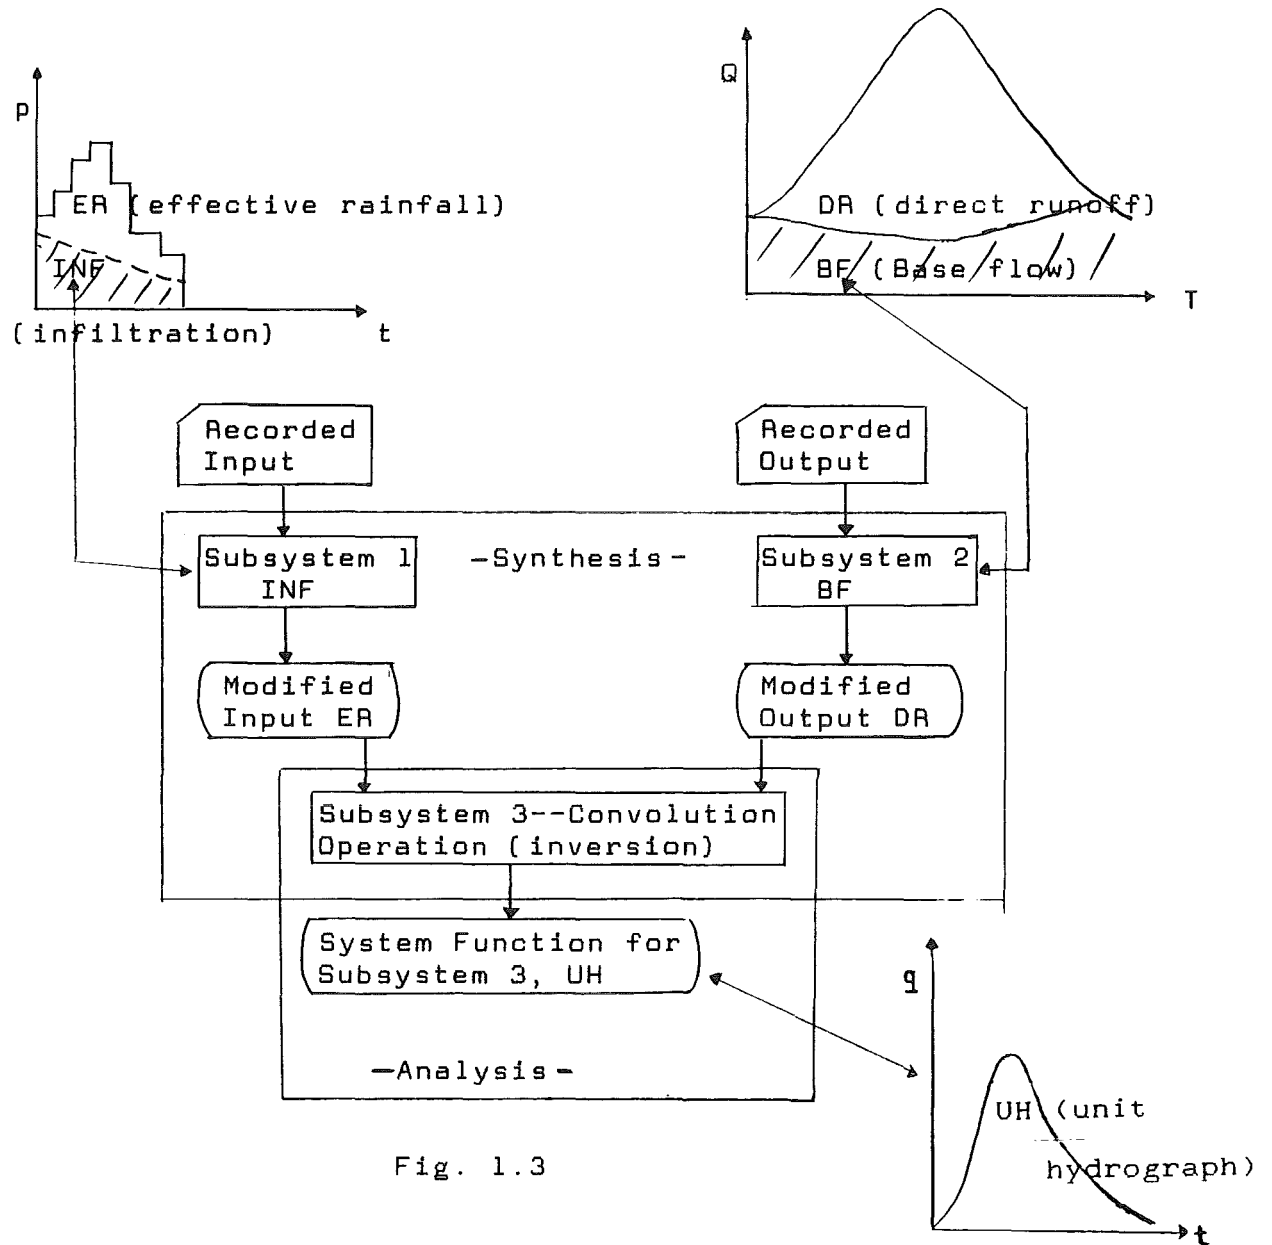 Q
p
ER (effective rainfall)
DR (direct runoff)
INF
BF (Base flow)
T
(infiltration)
t
Recorded
Input
Recorded
Output
Subsystem 1
INF
-Synthesis-
Subsystem 2
BF
Modified
Input ER
Modified
Output DR
Subsystem 3--Convolution
Operation (inversion)
System Function for
Subsystem 3, UH
q
-Analysis-
UH (unit
hydrograph)
Fig. 1.3
t